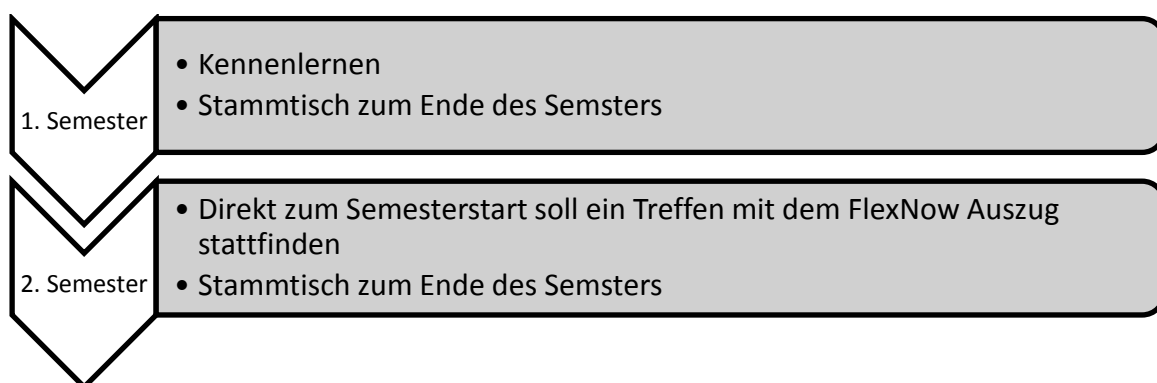 1. Semester
• Kennenlernen
• Stammtisch zum Ende des Semsters
2. Semester
• Direkt zum Semesterstart soll ein Treffen mit dem FlexNow Auszug
stattfinden
• Stammtisch zum Ende des Semsters